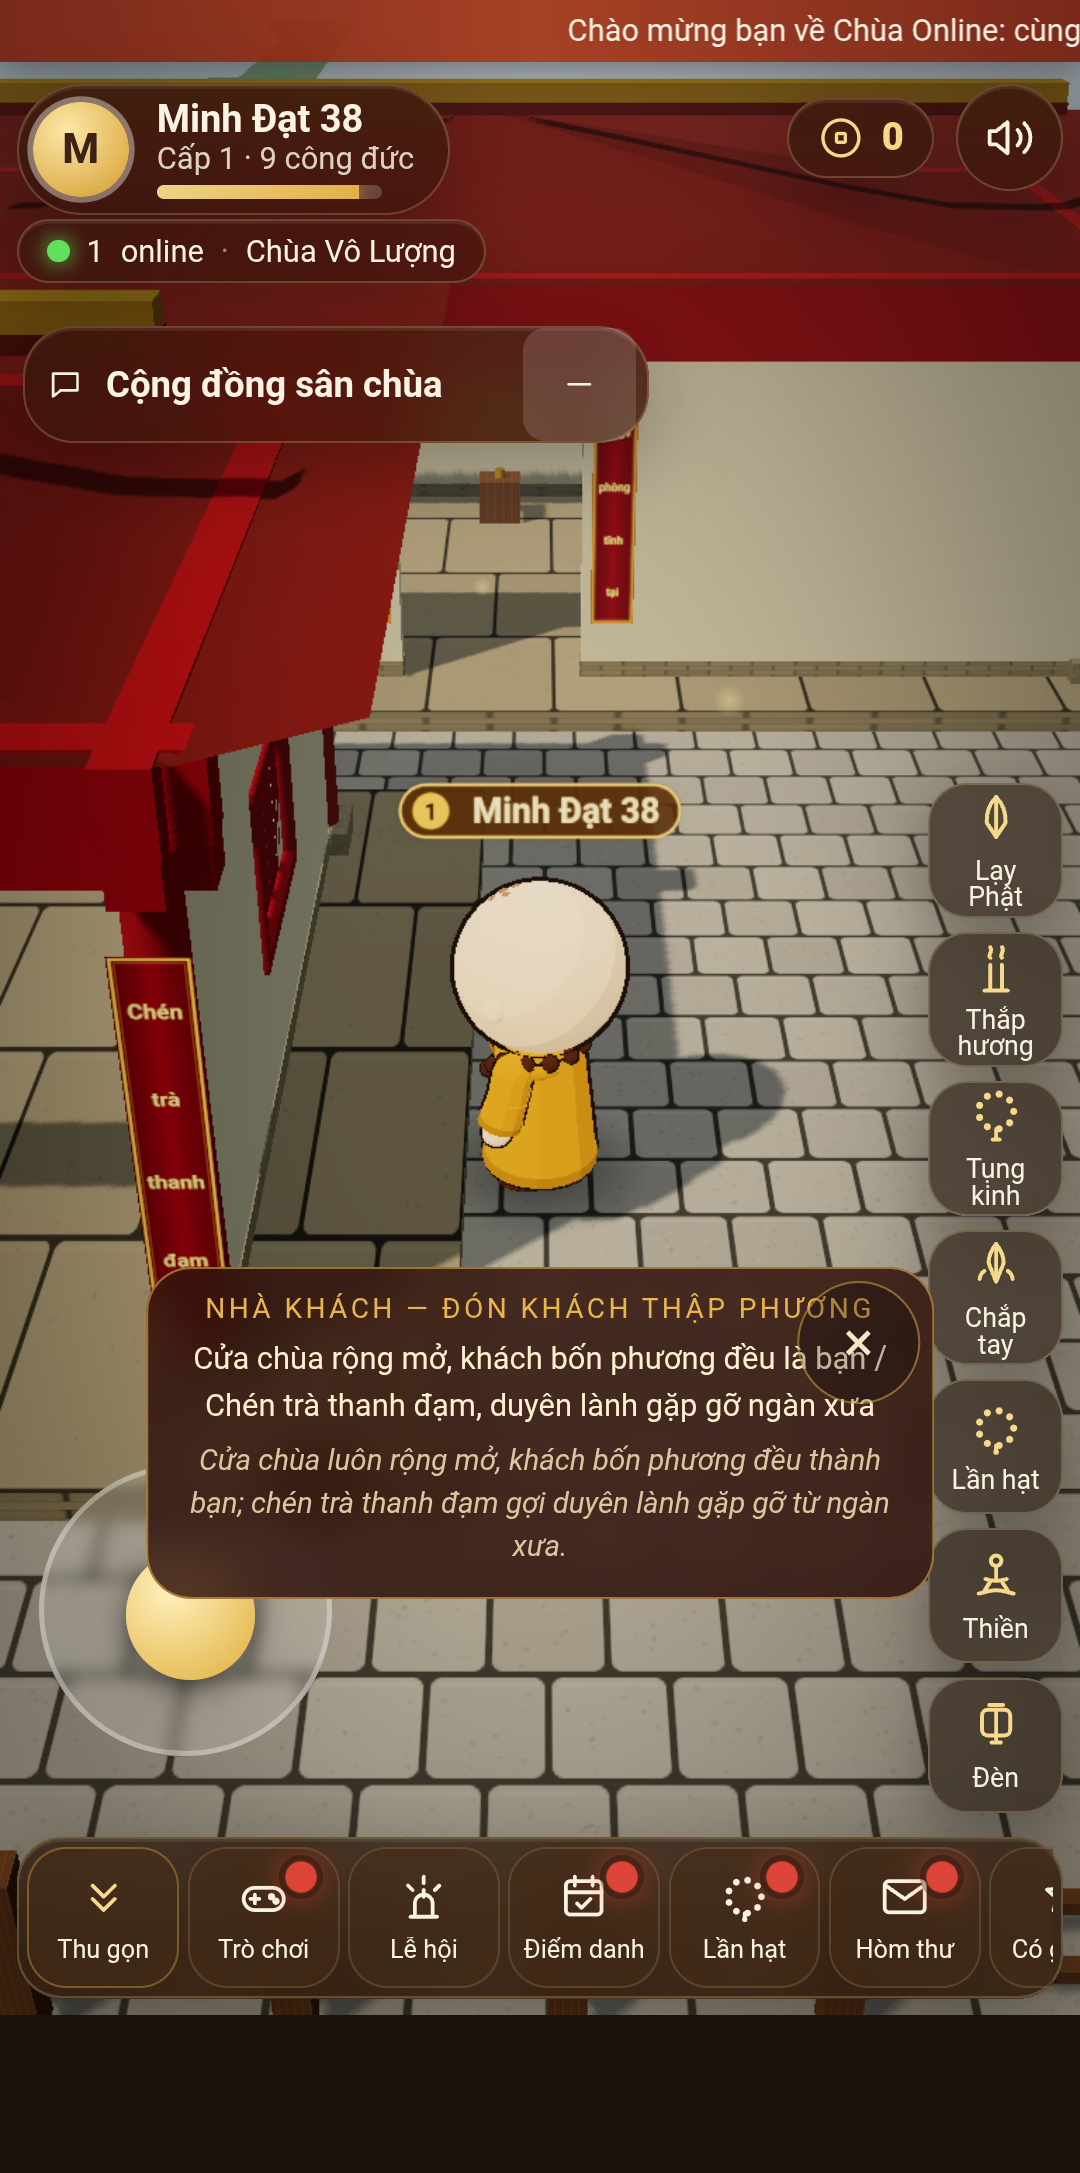 Chào mừng bạn về Chùa Online: cùng
M
Minh Đạt 38
Cấp 1 · 9 công đức
0
1 online · Chùa Vô Lượng
Cộng đồng sân chùa
phòng
tĩnh
tại
1 Minh Đạt 38
Lạy
Phật
Thắp
hương
Tụng
kinh
Chắp
tay
Lần hạt
Thiền
Đèn
Chén
trà
thanh
đạm
NHÀ KHÁCH — ĐÓN KHÁCH THẬP PHƯƠNG
Cửa chùa rộng mở, khách bốn phương đều là bạn /
Chén trà thanh đạm, duyên lành gặp gỡ ngàn xưa
Cửa chùa luôn rộng mở, khách bốn phương đều thành
bạn; chén trà thanh đạm gợi duyên lành gặp gỡ từ ngàn
xưa.
Thu gọn
Trò chơi
Lễ hội
Điểm danh
Lần hạt
Hòm thư
Có